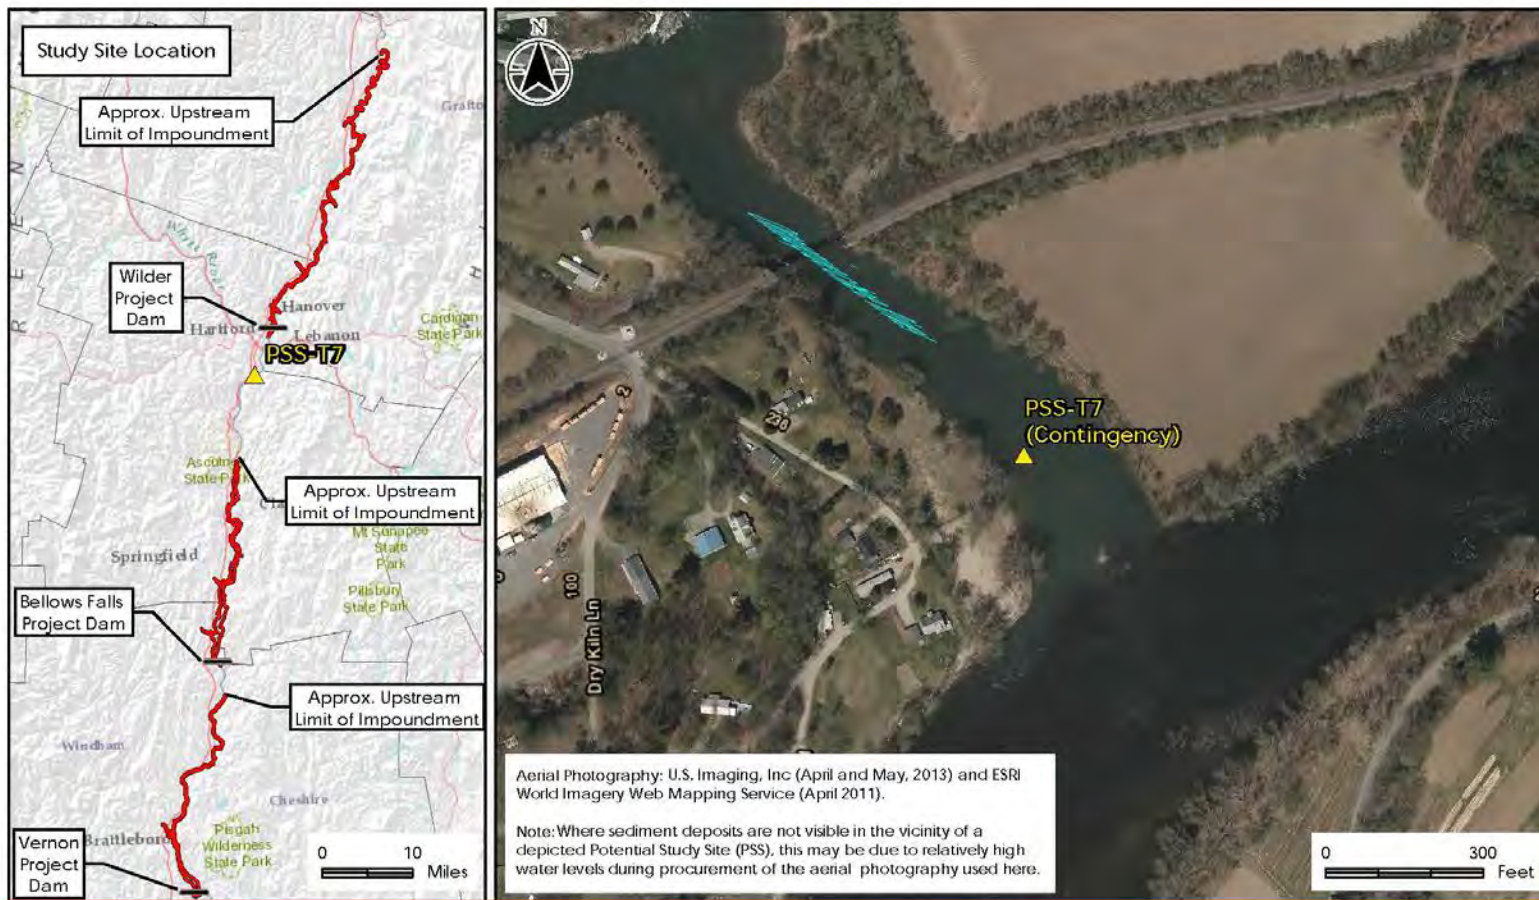 Study Site Location
Approx. Upstream
Limit of Impoundment
Grafto
White River
Wilder
Project
Dam
Hanover
Hartford
Lebanon
Cardigan
State Park
PSS-T7
Ascutney
State Park
Approx. Upstream
Limit of Impoundment
Cla
Mt Sunapee
State
Park
Springfield
Pillsbury
State Park
Bellows Falls
Project Dam
Approx. Upstream
Limit of Impoundment
Windham
Cheshire
Brattleboro
Pisgah
Wilderness
State Park
Vernon
Project
Dam
0 10
Miles
R E E N
H
N
2
230
100
Dry Kiln Ln
PSS-T7
(Contingency)
Aerial Photography: U.S. Imaging, Inc (April and May, 2013) and ESRI
World Imagery Web Mapping Service (April 2011).
Note: Where sediment deposits are not visible in the vicinity of a
depicted Potential Study Site (PSS), this may be due to relatively high
water levels during procurement of the aerial photography used here.
0 300
Feet